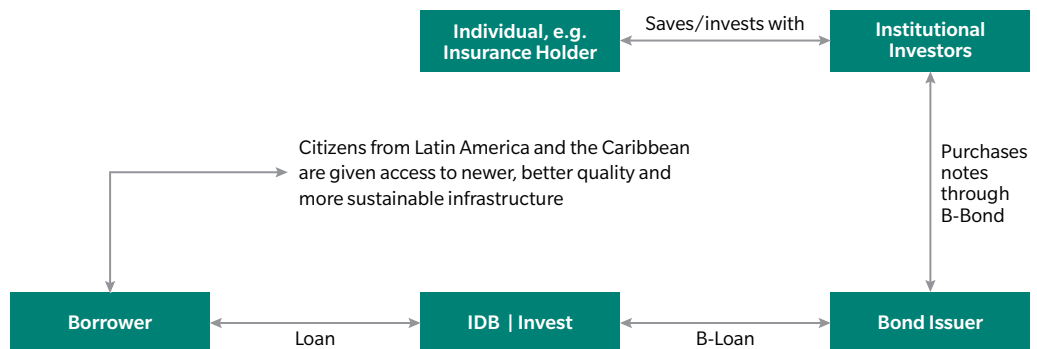 Individual, e.g.
Insurance Holder
Saves/invests with
Institutional
Investors
Citizens from Latin America and the Caribbean
are given access to newer, better quality and
more sustainable infrastructure
Purchases
notes
through
B-Bond
Borrower
Loan
IDB | Invest
B-Loan
Bond Issuer